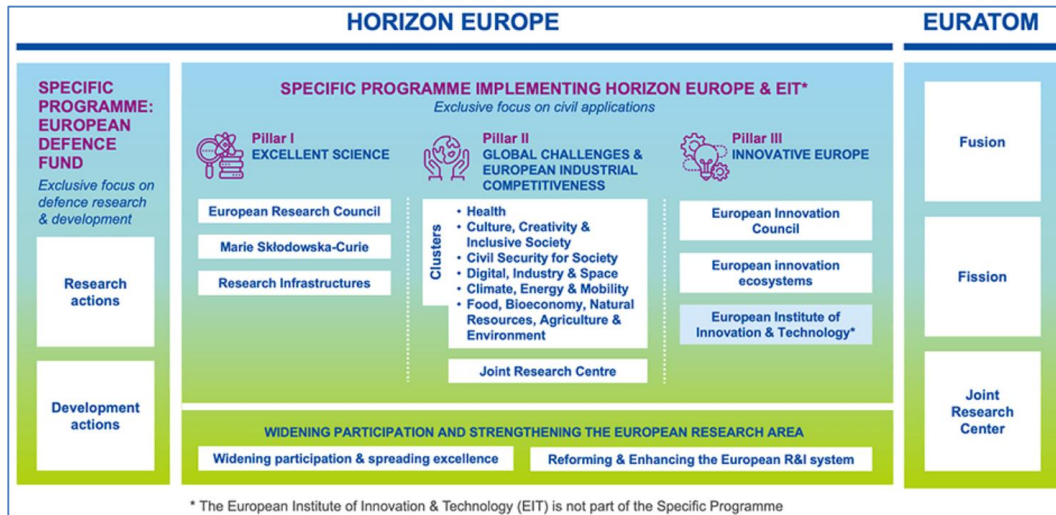 HORIZON EUROPE
EURATOM
SPECIFIC
PROGRAMME:
EUROPEAN
DEFENCE
FUND
Exclusive focus on
defence research
& development
Research
actions
Development
actions
SPECIFIC PROGRAMME IMPLEMENTING HORIZON EUROPE & EIT*
Exclusive focus on civil applications
Pillar I
EXCELLENT SCIENCE
European Research Council
Marie Skłodowska-Curie
Research Infrastructures
Pillar II
GLOBAL CHALLENGES &
EUROPEAN INDUSTRIAL
COMPETITIVENESS
Clusters
• Health
• Culture, Creativity &
Inclusive Society
• Civil Security for Society
• Digital, Industry & Space
• Climate, Energy & Mobility
• Food, Bioeconomy, Natural
Resources, Agriculture &
Environment
Joint Research Centre
Pillar III
INNOVATIVE EUROPE
European Innovation
Council
European innovation
ecosystems
European Institute of
Innovation & Technology*
WIDENING PARTICIPATION AND STRENGTHENING THE EUROPEAN RESEARCH AREA
Widening participation & spreading excellence
Reforming & Enhancing the European R&I system
Fusion
Fission
Joint
Research
Center
* The European Institute of Innovation & Technology (EIT) is not part of the Specific Programme